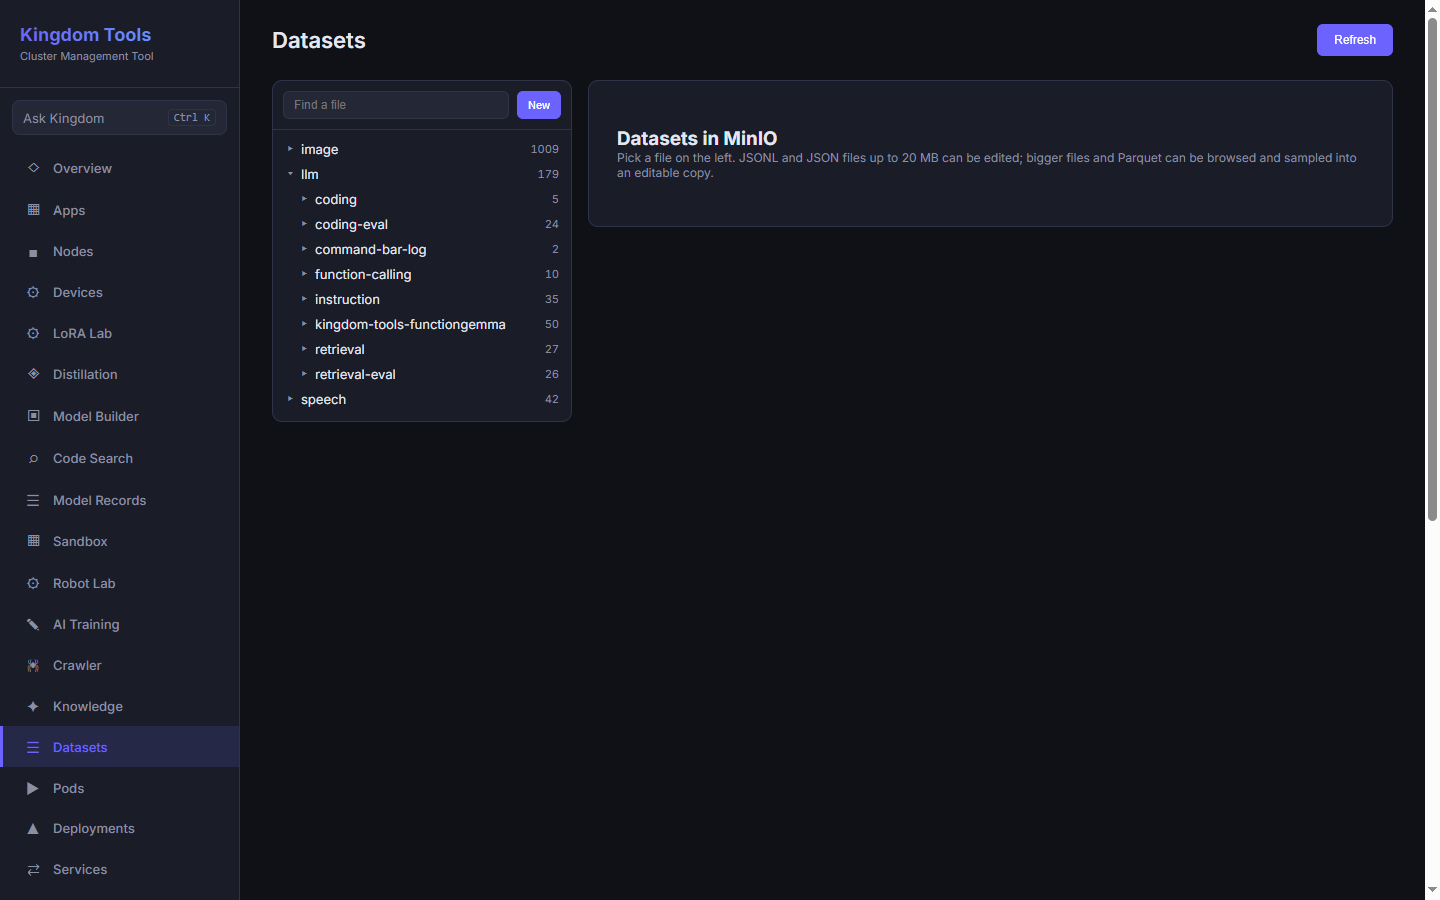 Kingdom Tools
Cluster Management Tool
Ask Kingdom Ctrl K
Overview
Apps
Nodes
Devices
LoRA Lab
Distillation
Model Builder
Code Search
Model Records
Sandbox
Robot Lab
AI Training
Crawler
Knowledge
Datasets
Pods
Deployments
Services
Datasets
Refresh
Find a file New
image 1009
llm 179
coding 5
coding-eval 24
command-bar-log 2
function-calling 10
instruction 35
kingdom-tools-functiongemma 50
retrieval 27
retrieval-eval 26
speech 42
Datasets in MinIO
Pick a file on the left. JSONL and JSON files up to 20 MB can be edited; bigger files and Parquet can be browsed and sampled into
an editable copy.